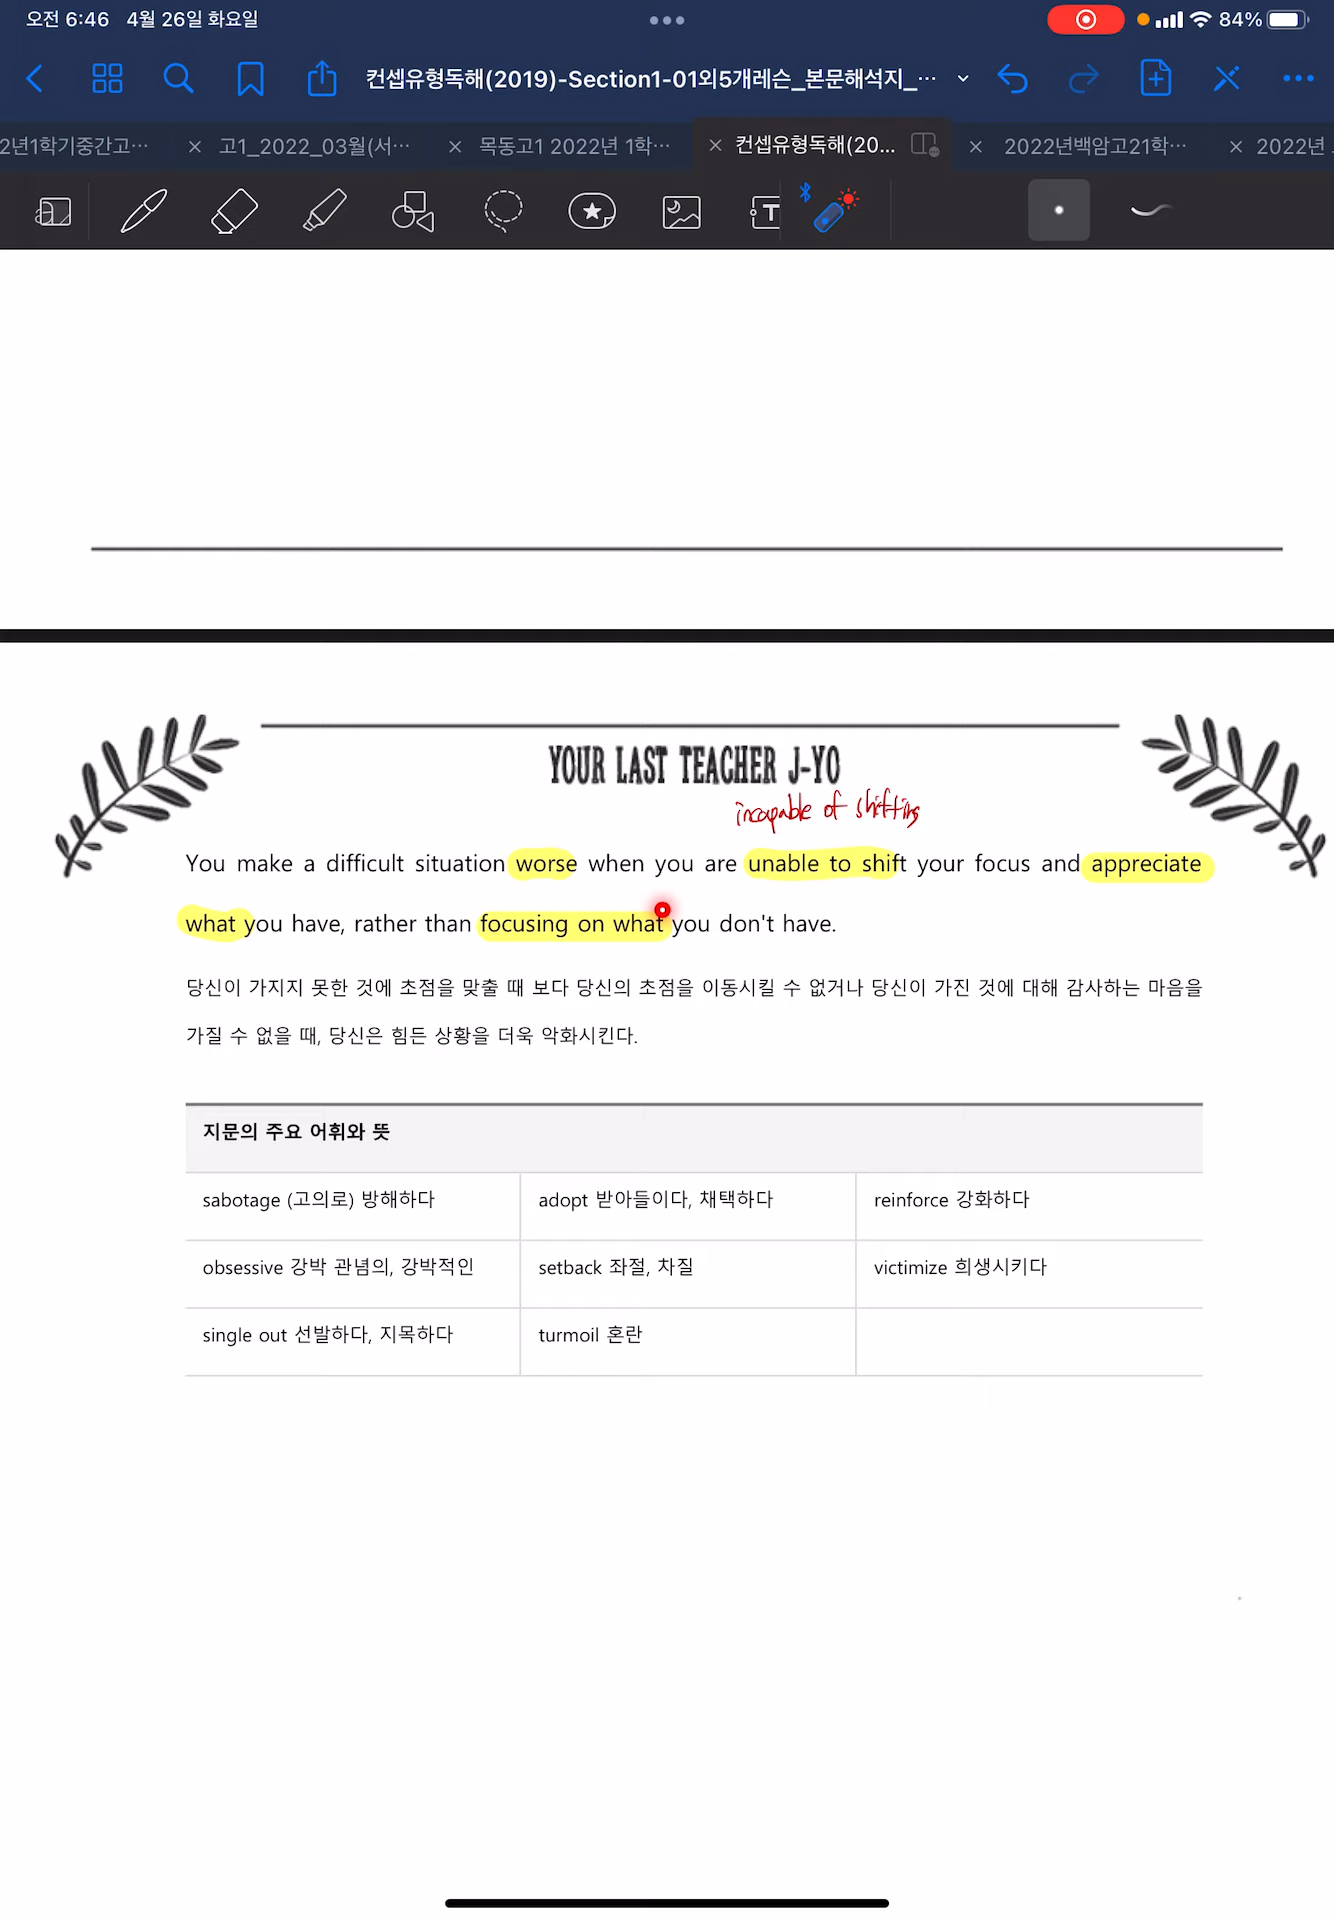 오전 6:46 4월 26일 화요일
84%
컨셉유형독해(2019)-Section1-01외5개레슨_본문해석지_…
2년1학기중간고…
고1_2022_03월(서…
목동고1 2022년 1학…
컨셉유형독해(20...
2022년백암고21학…
2022년
YOUR LAST TEACHER J-YO
incapable of shifting
You make a difficult situation worse when you are unable to shift your focus and appreciate
what you have, rather than focusing on what you don't have.
당신이 가지지 못한 것에 초점을 맞출 때 보다 당신의 초점을 이동시킬 수 없거나 당신이 가진 것에 대해 감사하는 마음을
가질 수 없을 때, 당신은 힘든 상황을 더욱 악화시킨다.
지문의 주요 어휘와 뜻
sabotage (고의로) 방해하다
adopt 받아들이다, 채택하다
reinforce 강화하다
obsessive 강박 관념의, 강박적인
setback 좌절, 차질
victimize 희생시키다
single out 선발하다, 지목하다
turmoil 혼란